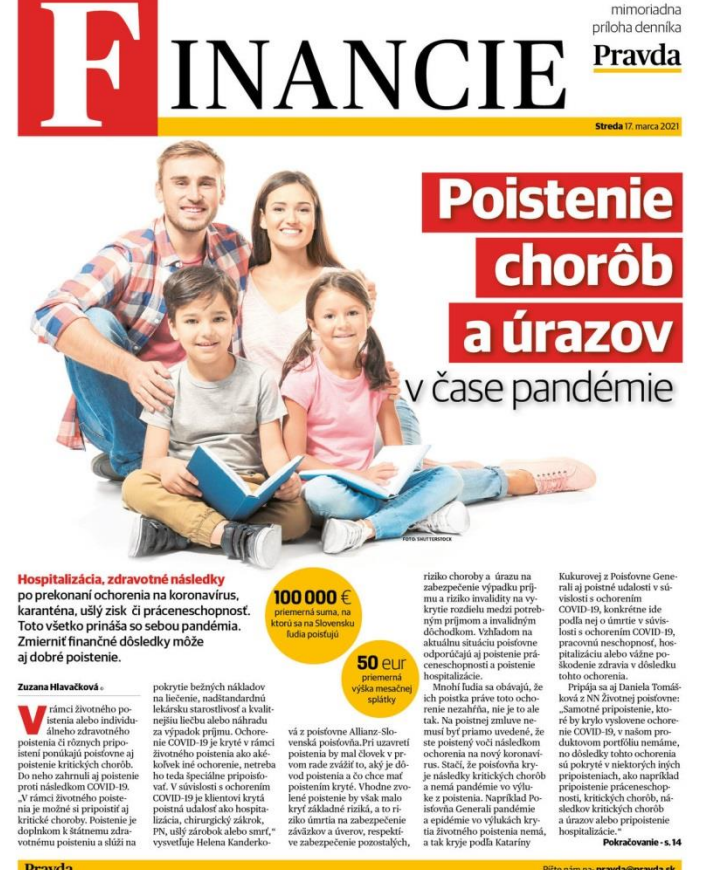 FINANCIE
mimoriadna
príloha denníka
Pravda
Streda 17. marca 2021
Poistenie
chorôb
a úrazov
v čase pandémie
FOTO: SHUTTERSTOCK
Hospitalizácia, zdravotné následky
po prekonaní ochorenia na koronavírus,
karanténa, ušlý zisk či práceneschopnosť.
Toto všetko prináša so sebou pandémia.
Zmierniť finančné dôsledky môže
aj dobré poistenie.
100 000 €
priemerná suma, na
ktorú sa na Slovensku
ľudia poisťujú
50 eur
priemerná
výška mesačnej
splátky
Zuzana Hlavačková
V rámci životného po-
istenia alebo individu-
álneho zdravotného
poistenia či rôznych pripo-
istení ponúkajú poisťovne aj
poistenie kritických chorôb.
Do neho zahrnuli aj poistenie
proti následkom COVID-19.
„V rámci životného poiste-
nia je možné si pripoistiť aj
kritické choroby. Poistenie je
doplnkom k štátnemu zdra-
votnému poisteniu a slúži na
pokrytie bežných nákladov
na liečenie, nadštandardnú
lekársku starostlivosť a kvalit-
nejšiu liečbu alebo náhradu
za výpadok príjmu. Ochore-
nie COVID-19 je kryté v rámci
životného poistenia ako aké-
koľvek iné ochorenie, netreba
ho teda špeciálne pripoisťo-
vať. V súvislosti s ochorením
COVID-19 je klientovi krytá
poistná udalosť ako hospita-
lizácia, chirurgický zákrok,
PN, ušlý zárobok alebo smrť,“
vysvetľuje Helena Kanderko-
vá z poisťovne Allianz-Slo-
venská poisťovňa.Pri uzavretí
poistenia by mal človek v pr-
vom rade zvážiť to, aký je dô-
vod poistenia a čo chce mať
poistením kryté. Vhodne zvo-
lené poistenie by však malo
kryť základné riziká, a to ri-
ziko úmrtia na zabezpečenie
záväzkov a úverov, respektí-
ve zabezpečenie pozostalých,
riziko choroby a úrazu na
zabezpečenie výpadku príj-
mu a riziko invalidity na vy-
krytie rozdielu medzi potreb-
ným príjmom a invalidným
dôchodkom. Vzhľadom na
aktuálnu situáciu poisťovne
odporúčajú aj poistenie prá-
ceneschopnosti a poistenie
hospitalizácie.
Mnohí ľudia sa obávajú, že
ich poistka práve toto ocho-
renie nezahŕňa, nie je to ale
tak. Na poistnej zmluve ne-
musí byť priamo uvedené, že
ste poistený voči následkom
ochorenia na nový koronaví-
rus. Stačí, že poisťovňa kry-
je následky kritických chorôb
a nemá pandémie vo výlu-
ke z poistenia. Napríklad Po-
isťovňa Generali pandémie
a epidémie vo výlukách kry-
tia životného poistenia nemá,
a tak kryje podľa Kataríny
Kukurovej z Poisťovne Gene-
rali aj poistné udalosti v sú-
vislosti s ochorením
COVID-19, konkrétne ide
podľa nej o úmrtie v súvis-
losti s ochorením COVID-19,
pracovnú neschopnosť, hos-
pitalizáciu alebo vážne po-
škodenie zdravia v dôsledku
tohto ochorenia.
Pripája sa aj Daniela Tomáš-
ková z NN Životnej poisťovne:
„Samotné pripoistenie, kto-
ré by krylo vyslovene ochore-
nie COVID-19, v našom pro-
duktovom portfóliu nemáme,
no dôsledky tohto ochorenia
sú pokryté v niektorých iných
pripoisteniach, ako napríklad
pripoistenie práceneschop-
nosti, kritických chorôb, ná-
sledkov kritických chorôb
a úrazov alebo pripoistenie
hospitalizácie.“
Pokračovanie - s. 14
Pravda
Píšte nám na: pravda@pravda.sk